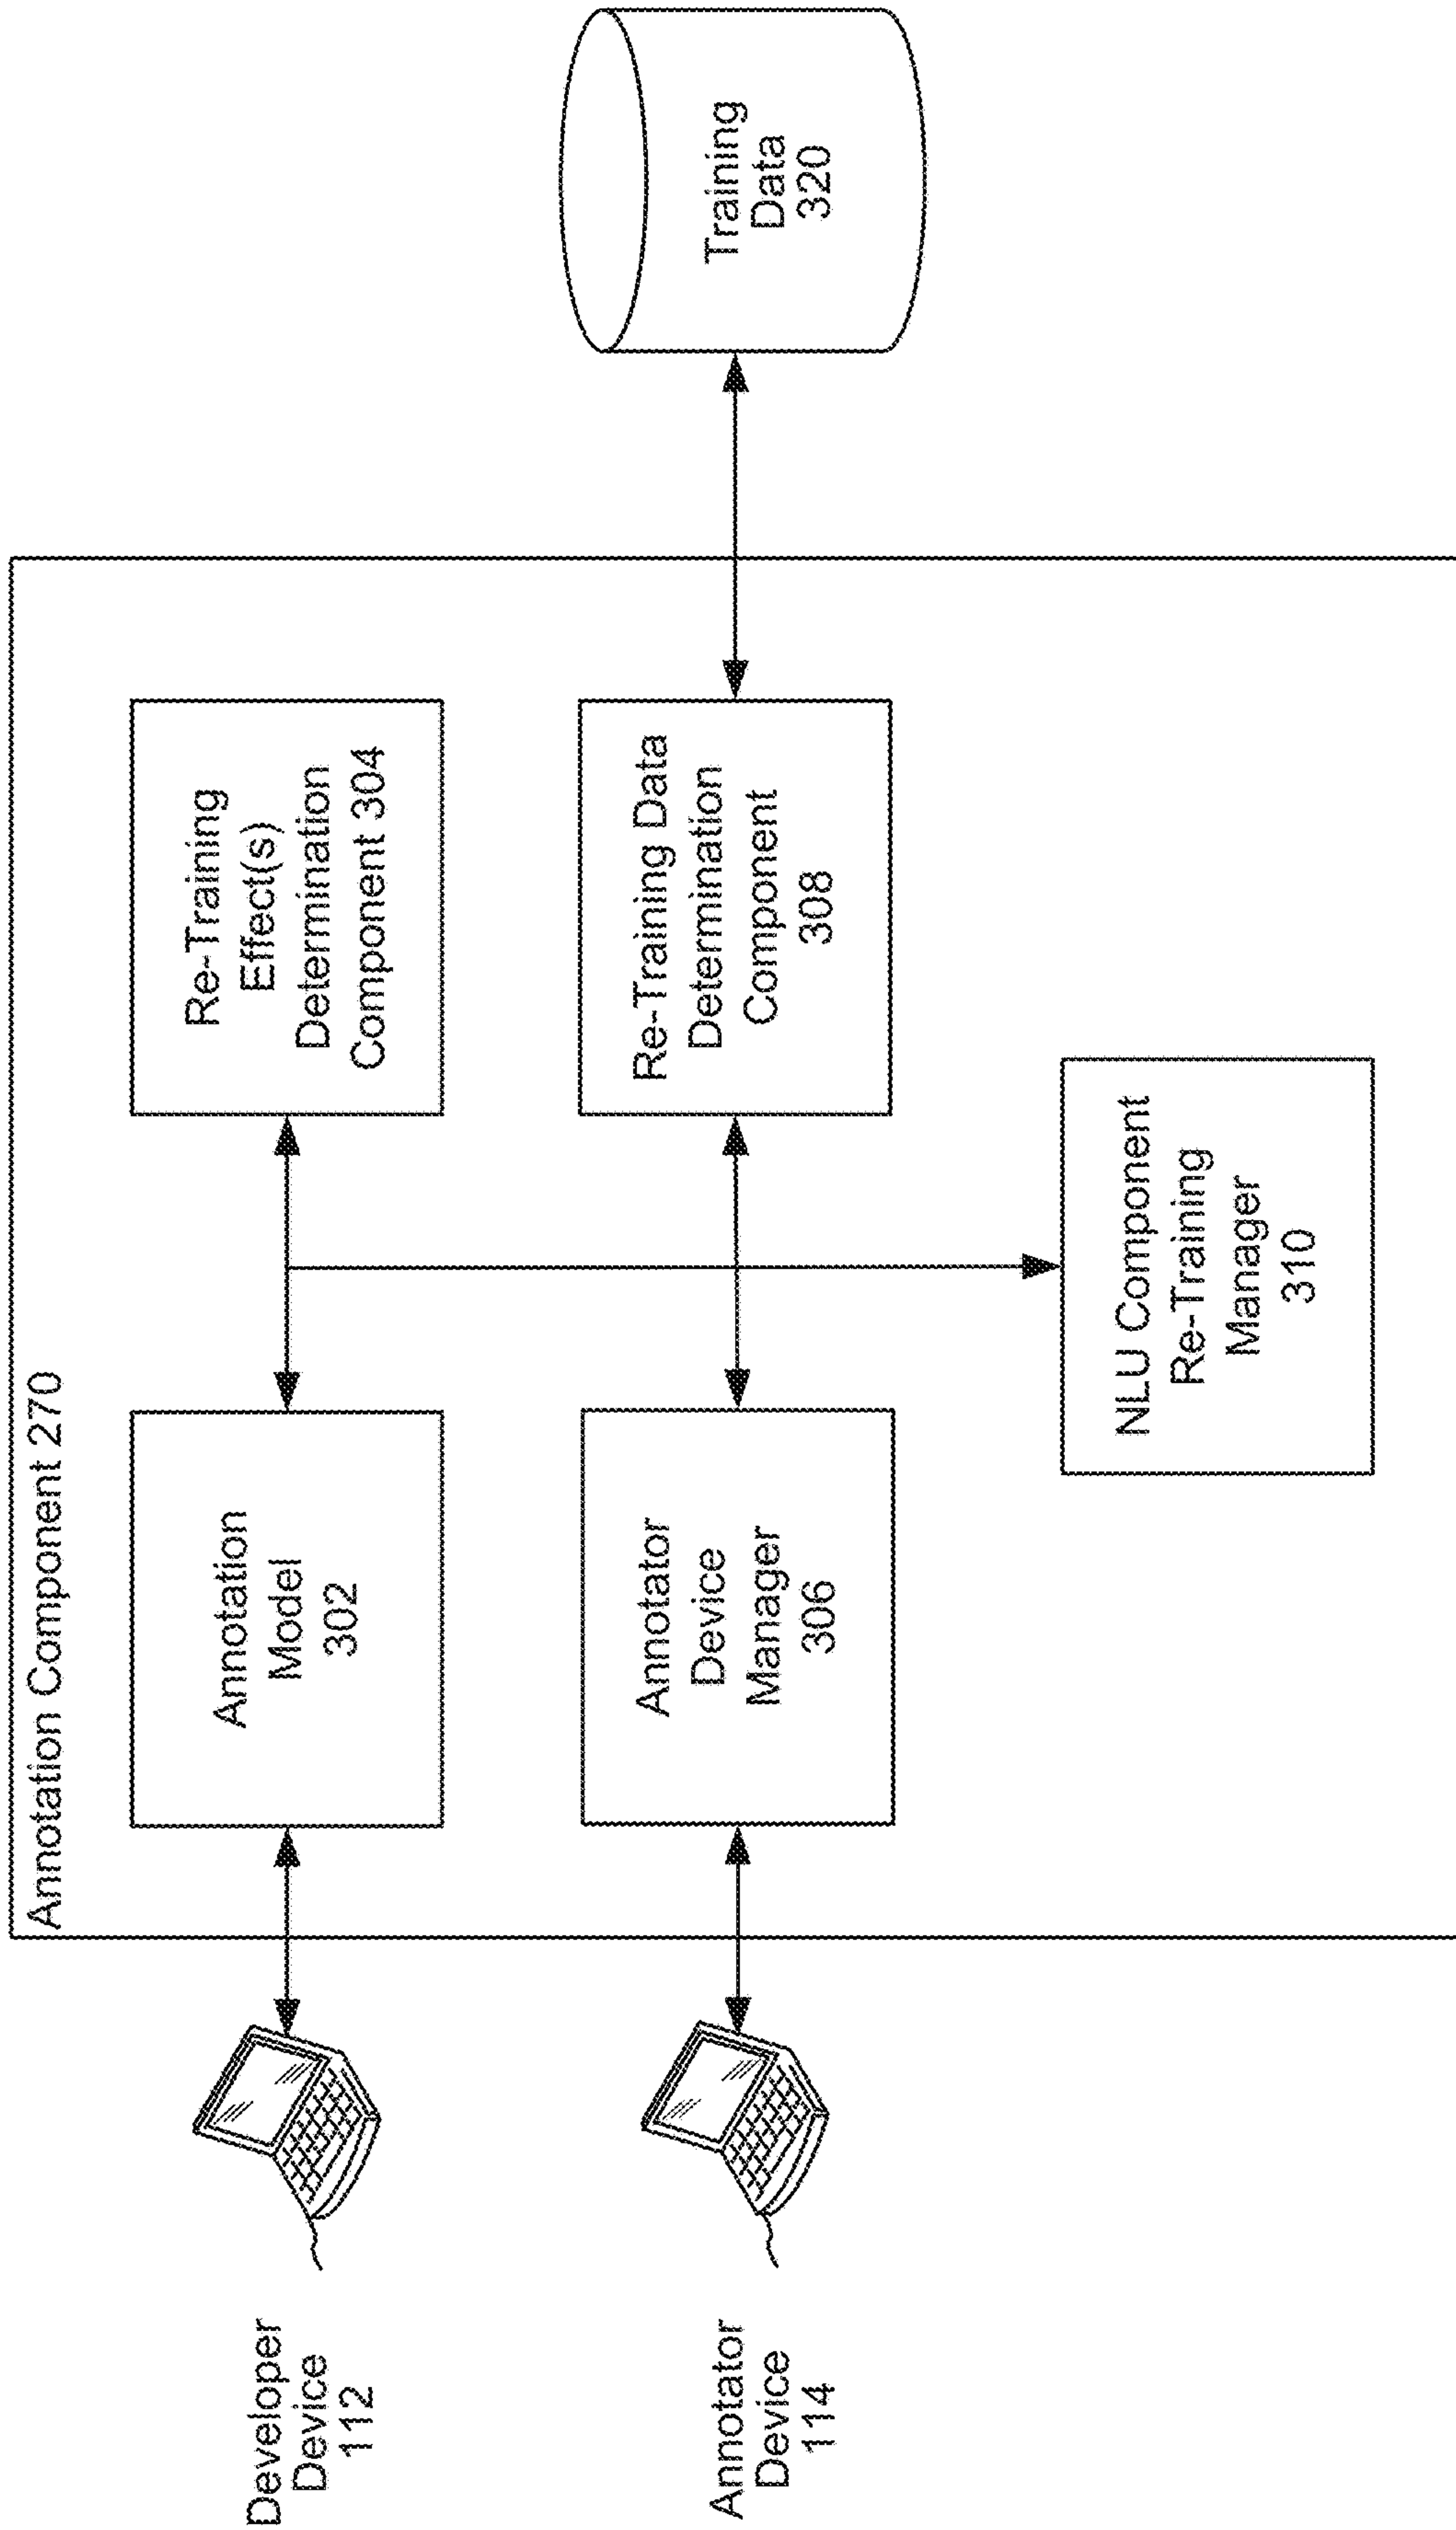 Annotation Component 270
Developer
Device
112
Annotation
Model
302
Re-Training
Effect(s)
Determination
Component 304
Annotator
Device
114
Annotator
Device
Manager
306
Re-Training Data
Determination
Component
308
Training
Data
320
NLU Component
Re-Training
Manager
310